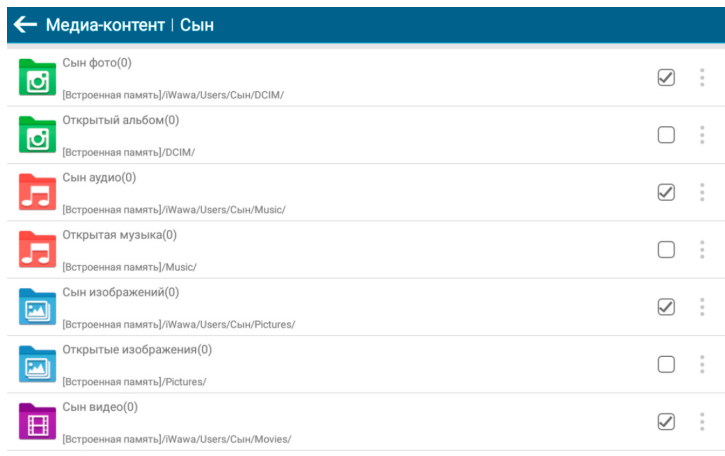 Медиа-контент | Сын
Сын фото(0)
[Встроенная память]/iWawa/Users/Сын/DCIM/
Открытый альбом(0)
[Встроенная память]/DCIM/
Сын аудио(0)
[Встроенная память]/iWawa/Users/Сын/Music/
Открытая музыка(0)
[Встроенная память]/Music/
Сын изображений(0)
[Встроенная память]/iWawa/Users/Сын/Pictures/
Открытые изображения(0)
[Встроенная память]/Pictures/
Сын видео(0)
[Встроенная память]/iWawa/Users/Сын/Movies/